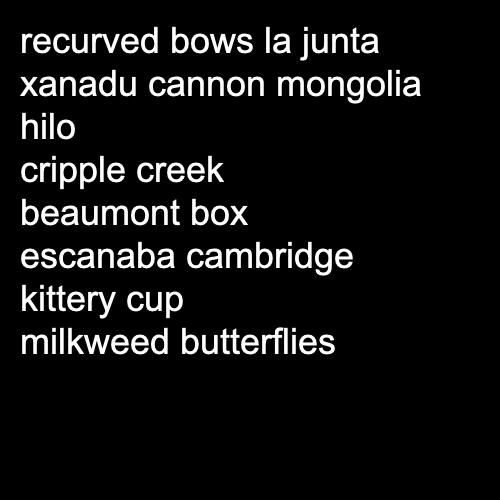 recurved bows la junta
xanadu cannon mongolia
hilo
cripple creek
beaumont box
escanaba cambridge
kittery cup
milkweed butterflies